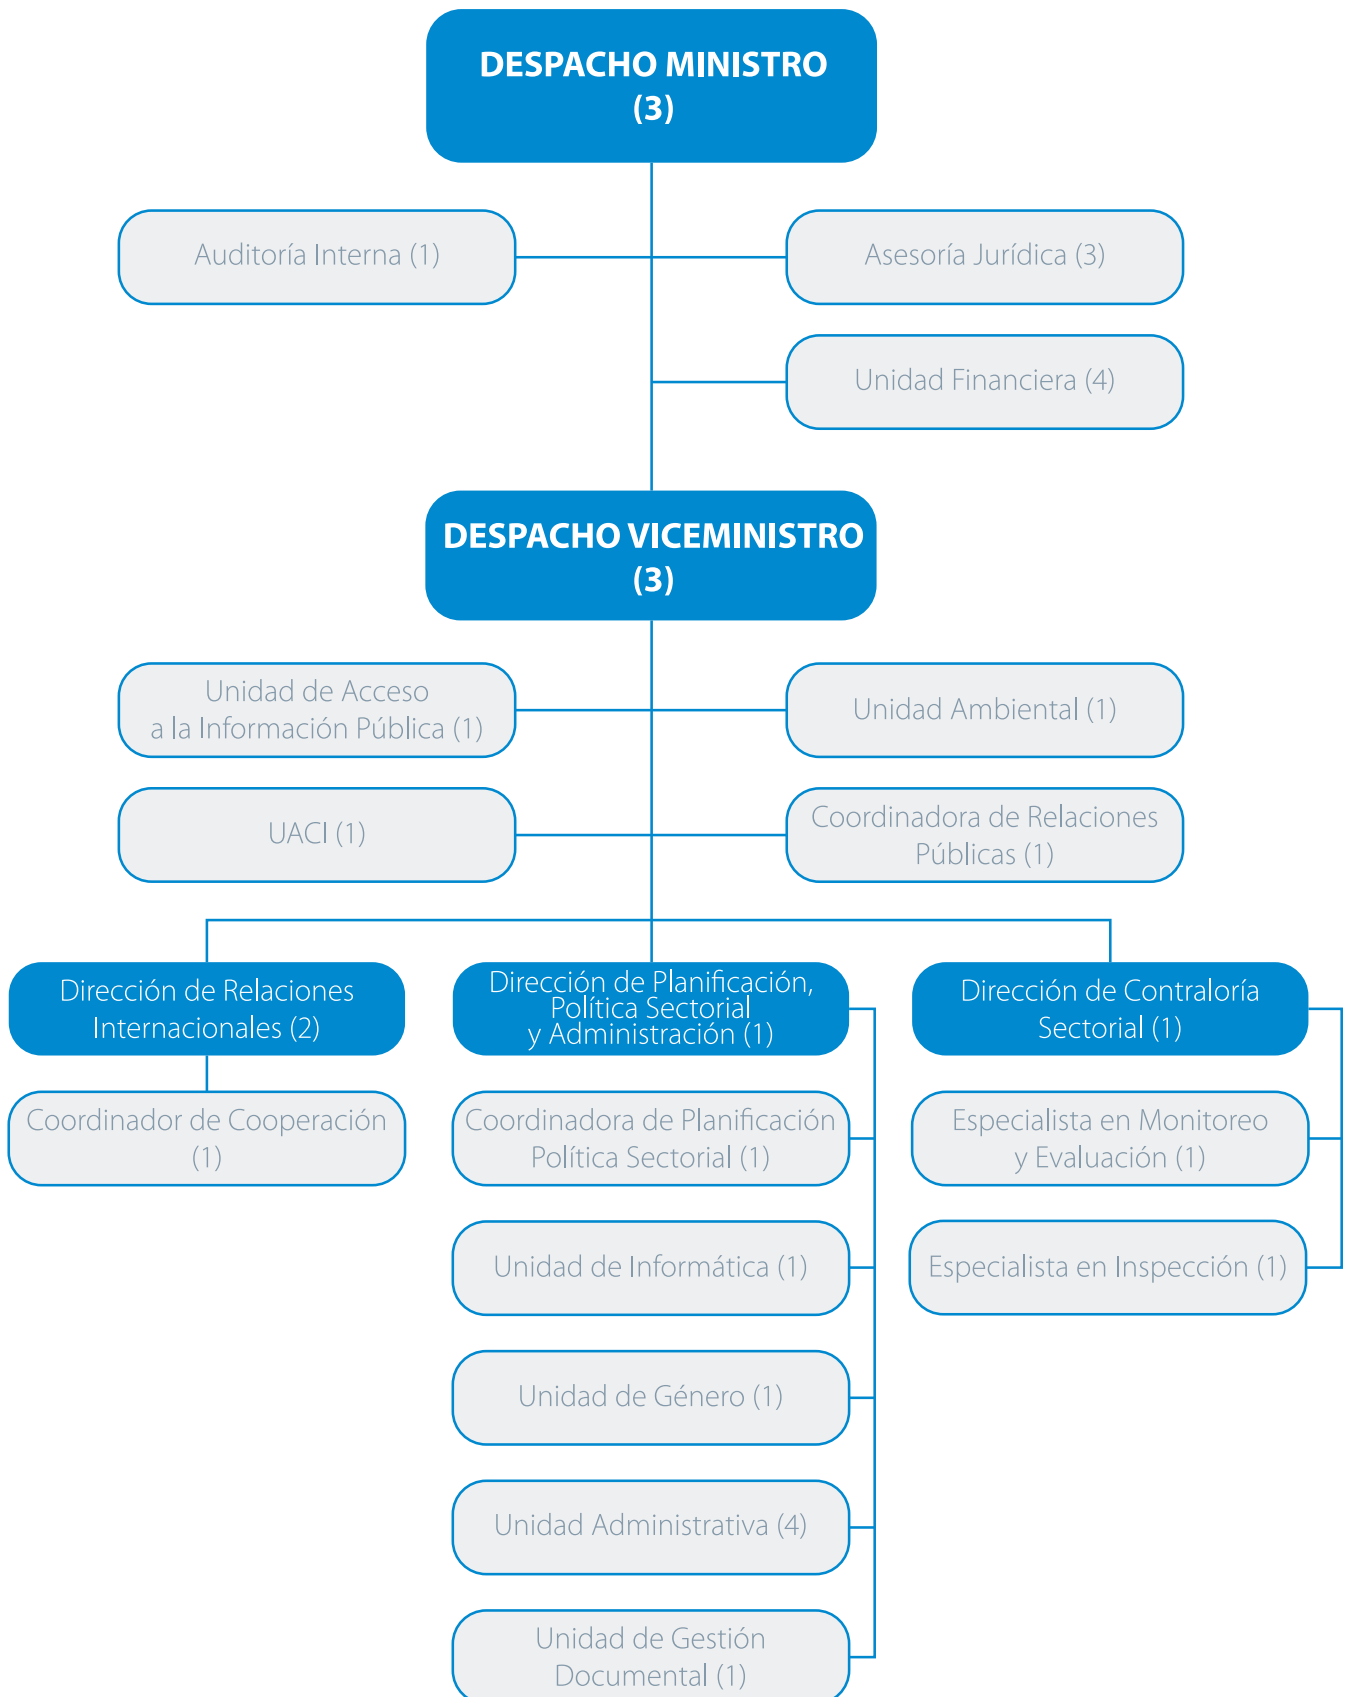 DESPACHO MINISTRO
(3)
Auditoría Interna (1)
Asesoría Jurídica (3)
Unidad Financiera (4)
DESPACHO VICEMINISTRO
(3)
Unidad de Acceso
a la Información Pública (1)
Unidad Ambiental (1)
UACI (1)
Coordinadora de Relaciones
Públicas (1)
Dirección de Relaciones
Internacionales (2)
Coordinador de Cooperación
(1)
Dirección de Planificación,
Política Sectorial
y Administración (1)
Coordinadora de Planificación
Política Sectorial (1)
Unidad de Informática (1)
Unidad de Género (1)
Unidad Administrativa (4)
Unidad de Gestión
Documental (1)
Dirección de Contraloría
Sectorial (1)
Especialista en Monitoreo
y Evaluación (1)
Especialista en Inspección (1)